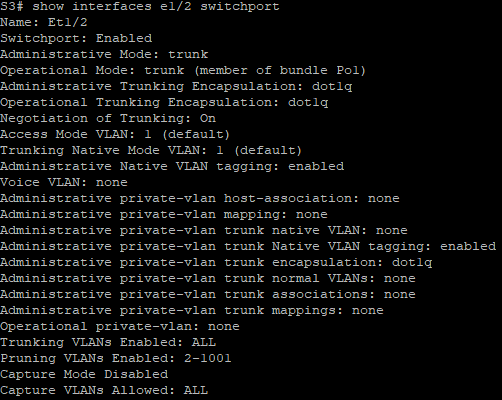 S3# show interfaces e1/2 switchport
Name: Et1/2
Switchport: Enabled
Administrative Mode: trunk
Operational Mode: trunk (member of bundle Po1)
Administrative Trunking Encapsulation: dot1q
Operational Trunking Encapsulation: dot1q
Negotiation of Trunking: On
Access Mode VLAN: 1 (default)
Trunking Native Mode VLAN: 1 (default)
Administrative Native VLAN tagging: enabled
Voice VLAN: none
Administrative private-vlan host-association: none
Administrative private-vlan mapping: none
Administrative private-vlan trunk native VLAN: none
Administrative private-vlan trunk Native VLAN tagging: enabled
Administrative private-vlan trunk encapsulation: dot1q
Administrative private-vlan trunk normal VLANs: none
Administrative private-vlan trunk associations: none
Administrative private-vlan trunk mappings: none
Operational private-vlan: none
Trunking VLANs Enabled: ALL
Pruning VLANs Enabled: 2-1001
Capture Mode Disabled
Capture VLANs Allowed: ALL